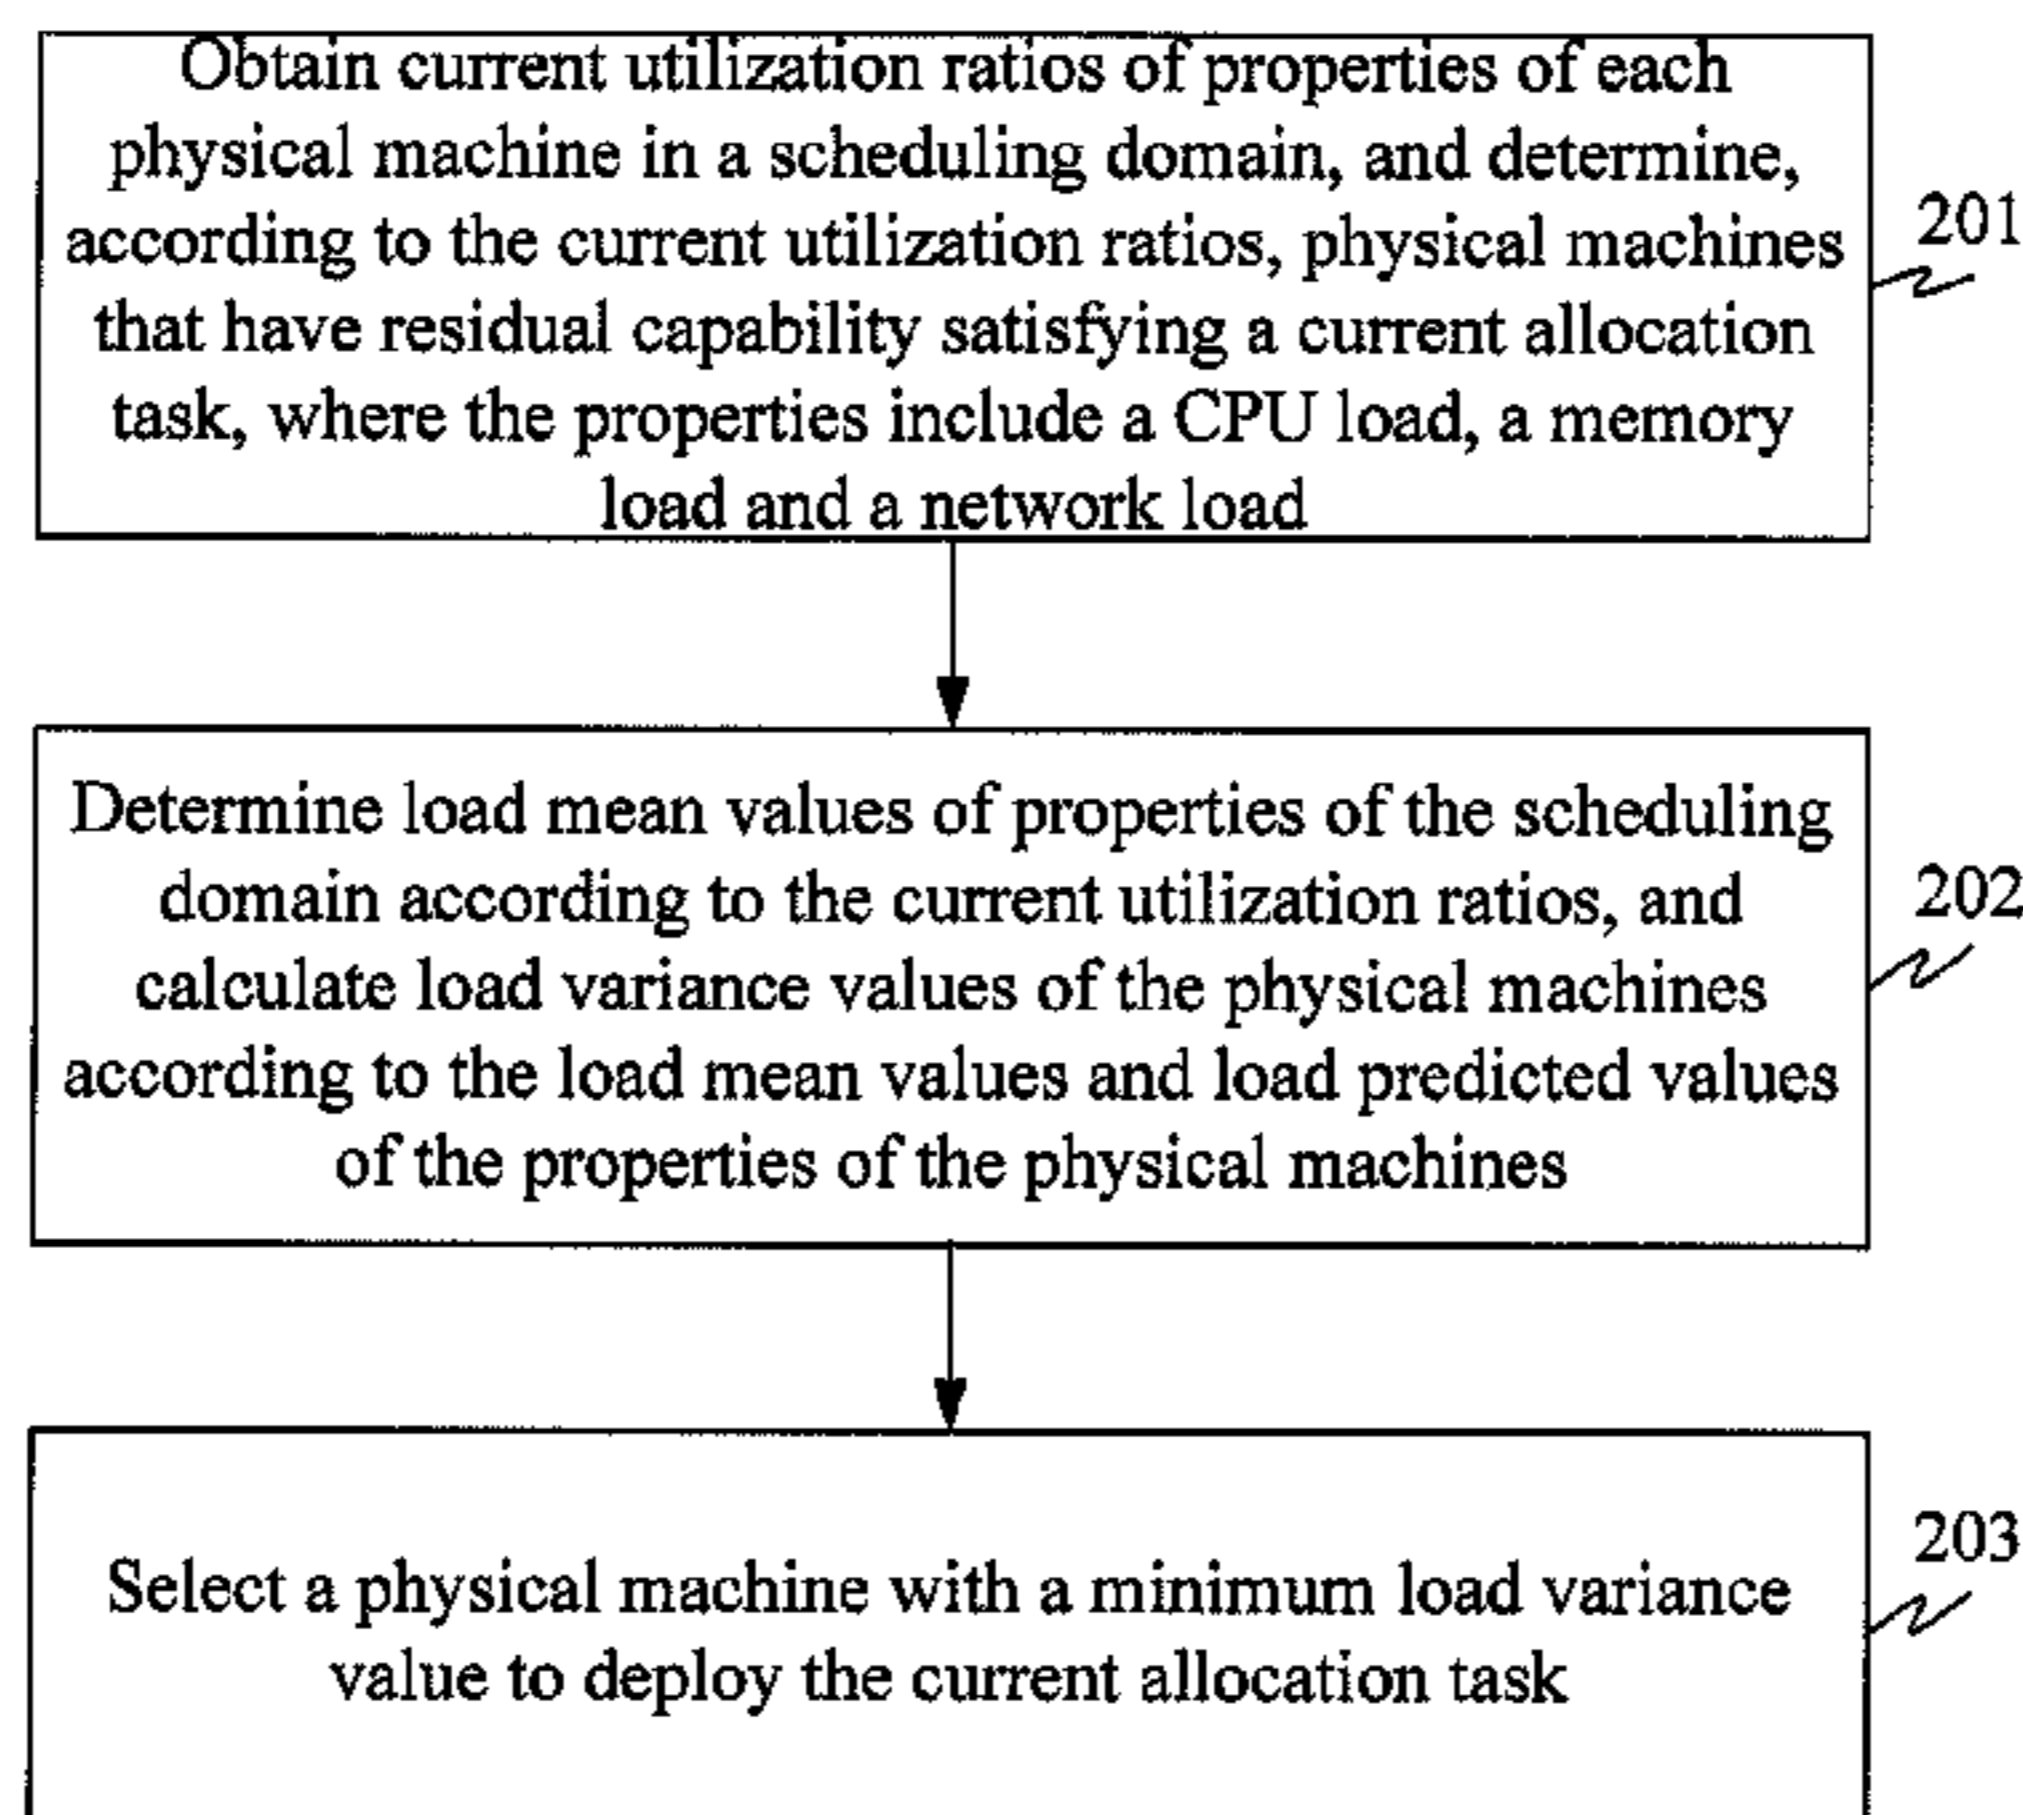 Obtain current utilization ratios of properties of each
physical machine in a scheduling domain, and determine,
according to the current utilization ratios, physical machines
that have residual capability satisfying a current allocation
task, where the properties include a CPU load, a memory
load and a network load
201
Determine load mean values of properties of the scheduling
domain according to the current utilization ratios, and
calculate load variance values of the physical machines
according to the load mean values and load predicted values
of the properties of the physical machines
202
Select a physical machine with a minimum load variance
value to deploy the current allocation task
203